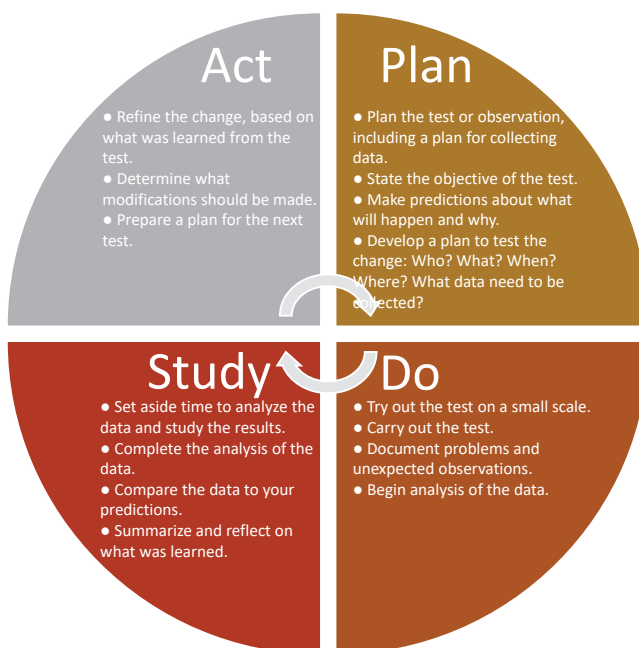 Act
● Refine the change, based on
what was learned from the
test.
● Determine what
modifications should be made.
● Prepare a plan for the next
test.
Plan
● Plan the test or observation,
including a plan for collecting
data.
● State the objective of the test.
● Make predictions about what
will happen and why.
● Develop a plan to test the
change: Who? What? When?
Where? What data need to be
collected?
Study
● Set aside time to analyze the
data and study the results.
● Complete the analysis of the
data.
● Compare the data to your
predictions.
● Summarize and reflect on
what was learned.
Do
● Try out the test on a small scale.
● Carry out the test.
● Document problems and
unexpected observations.
● Begin analysis of the data.